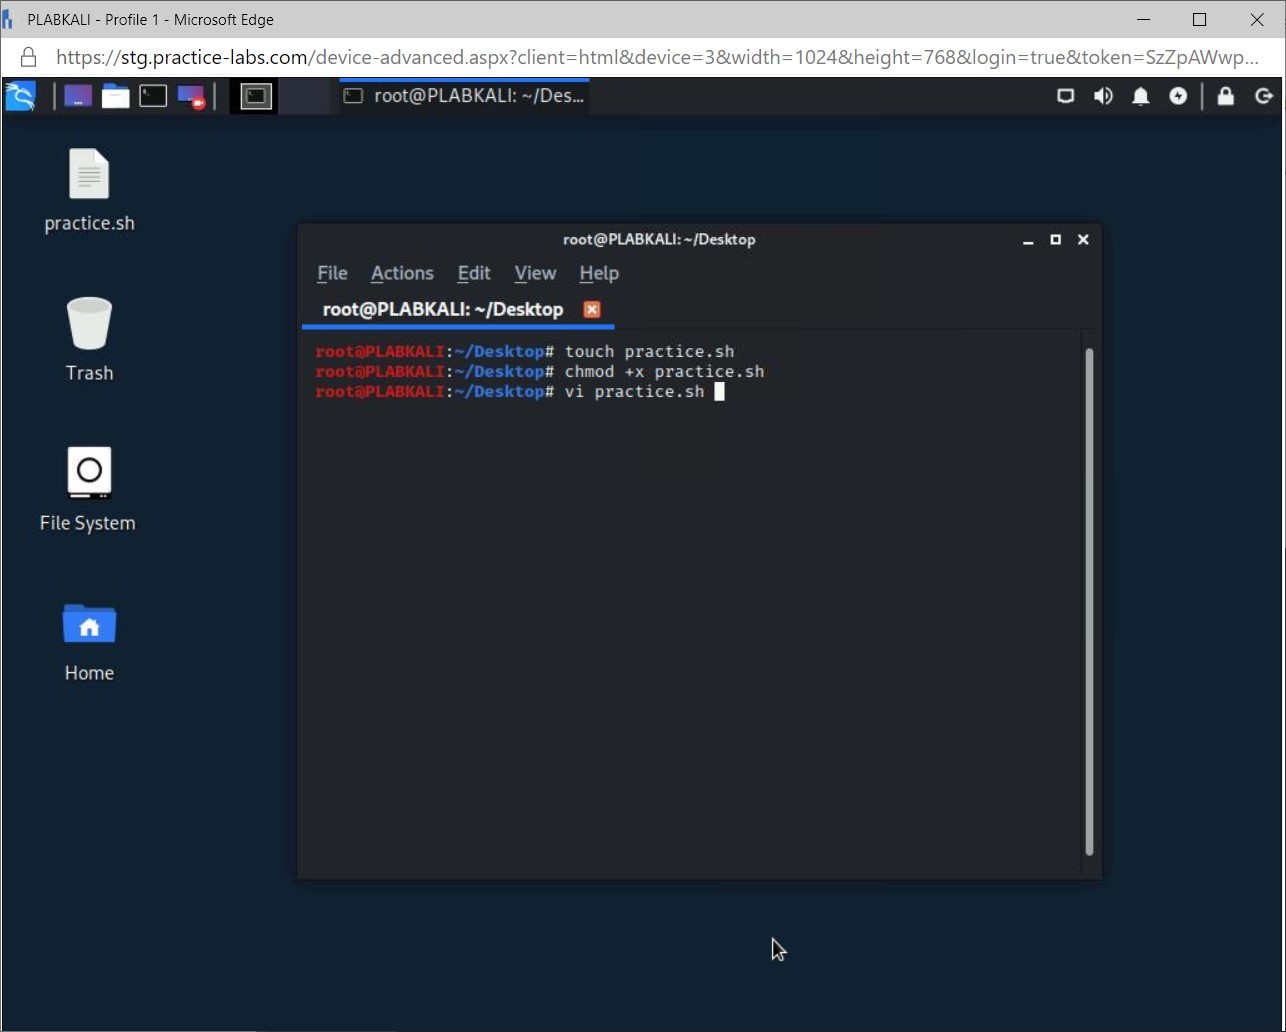 PLABKALI - Profile 1 - Microsoft Edge
https://stg.practice-labs.com/device-advanced.aspx?client=html&device=3&width=1024&height=768&login=true&token=SzZpAWwp...
root@PLABKALI: ~/Des...
practice.sh
Trash
File System
Home
root@PLABKALI: ~/Desktop
File Actions Edit View Help
root@PLABKALI: ~/Desktop
root@PLABKALI:~/Desktop# touch practice.sh
root@PLABKALI:~/Desktop# chmod +x practice.sh
root@PLABKALI:~/Desktop# vi practice.sh